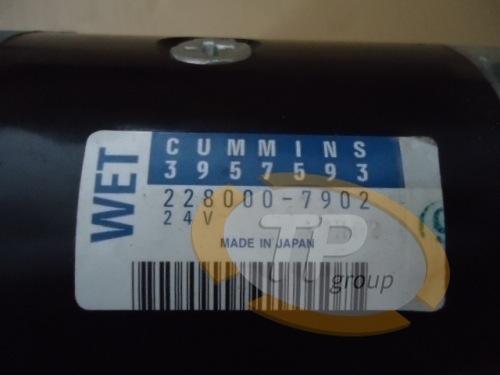 WET
CUMMINS
3957593
228000-7902
24V
MADE IN JAPAN
TP
group